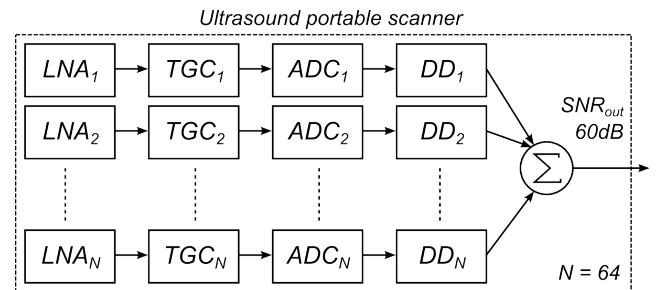 Ultrasound portable scanner
LNA₁ TGC₁ ADC₁ DD₁
SNRout
60dB
LNA₂ TGC₂ ADC₂ DD₂
Σ
LNAN TGCN ADCN DDN
N = 64